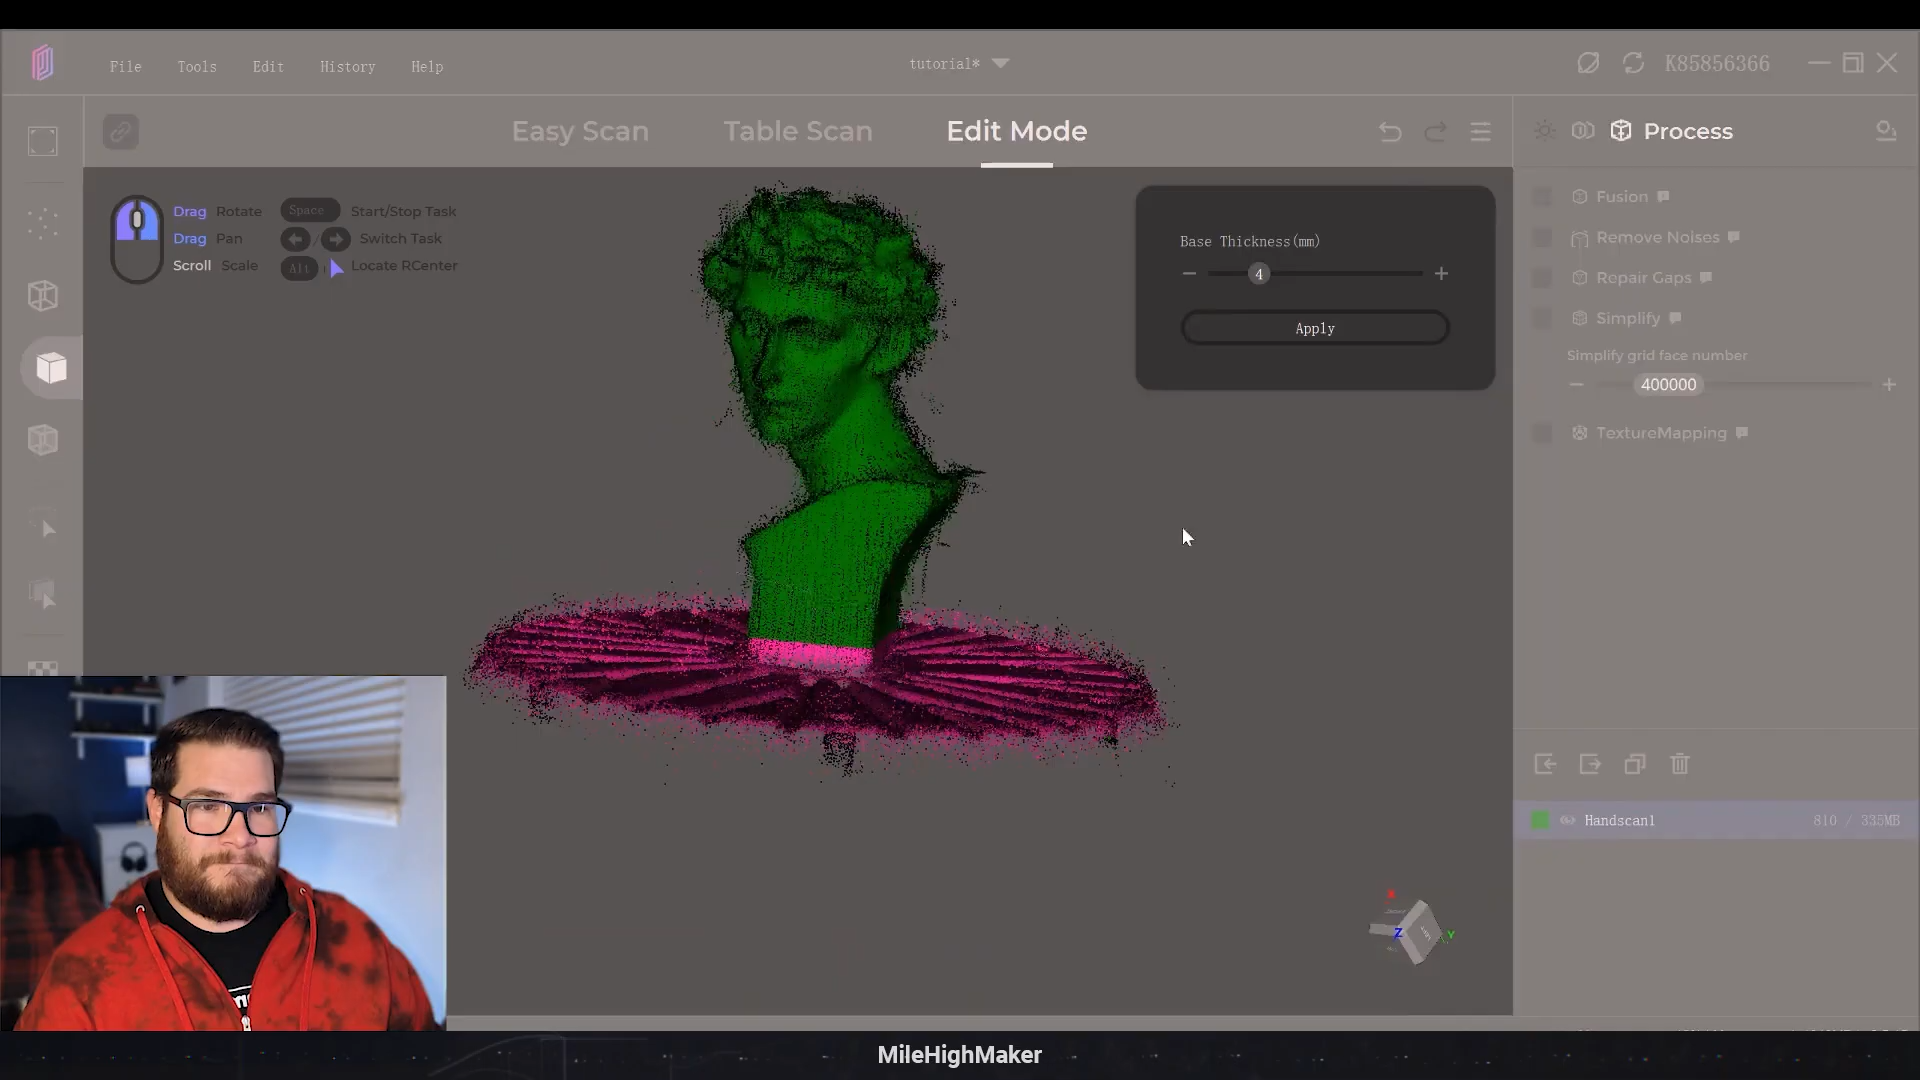 File Tools Edit History Help
tutorial*
K85856366
Easy Scan Table Scan Edit Mode
Process
Drag Rotate Space Start/Stop Task
Drag Pan / Switch Task
Scroll Scale Alt Locate RCenter
Base Thickness(mm)
4
Apply
Fusion
Remove Noises
Repair Gaps
Simplify
Simplify grid face number
400000
TextureMapping
Handscan1 810 / 335MB
X
Z
Y
MileHighMaker